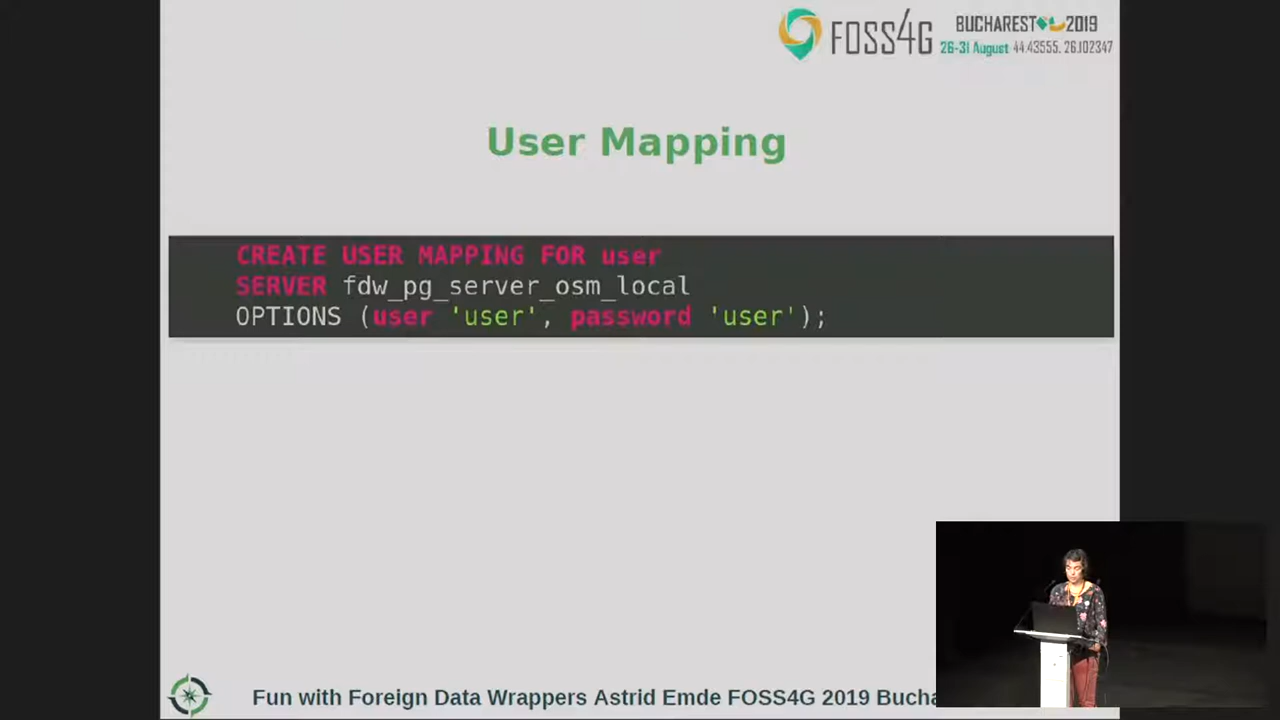 FOSS4G
BUCHAREST 2019
26-31 August 44.43555, 26.102347
User Mapping
CREATE USER MAPPING FOR user
SERVER fdw_pg_server_osm_local
OPTIONS (user 'user', password 'user');
Fun with Foreign Data Wrappers Astrid Emde FOSS4G 2019 Bucha